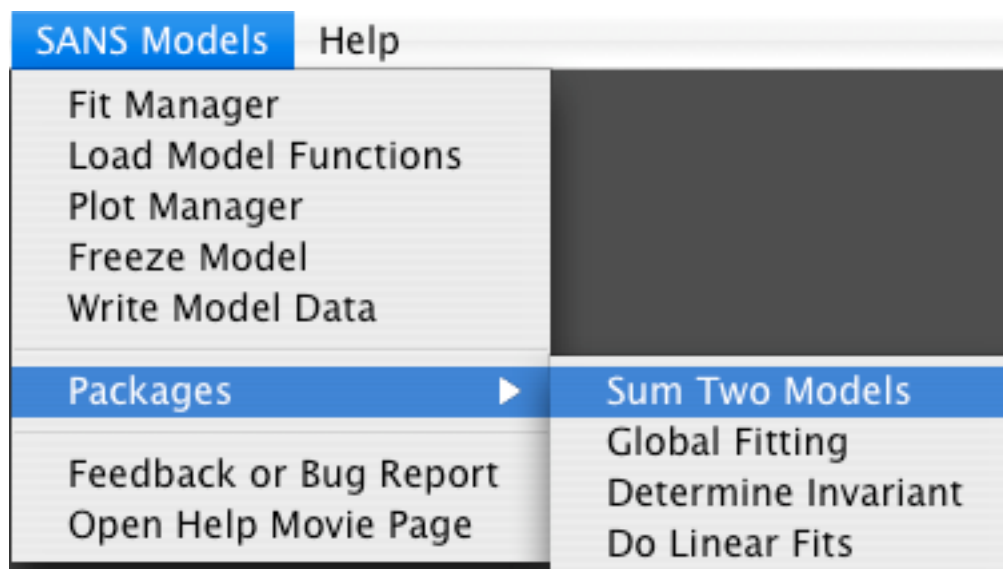 SANS Models Help
Fit Manager
Load Model Functions
Plot Manager
Freeze Model
Write Model Data
Packages
Sum Two Models
Global Fitting
Determine Invariant
Do Linear Fits
Feedback or Bug Report
Open Help Movie Page